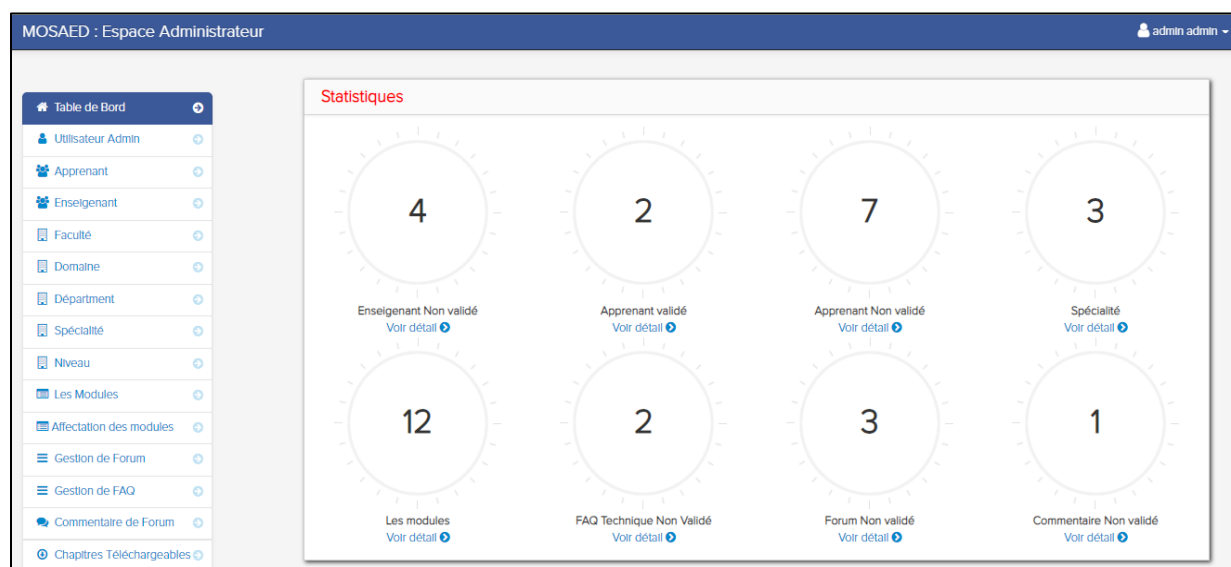 MOSAED : Espace Administrateur
admin admin
Table de Bord
Utilisateur Admin
Apprenant
Enseigenant
Faculté
Domaine
Départment
Spécialité
Niveau
Les Modules
Affectation des modules
Gestion de Forum
Gestion de FAQ
Commentaire de Forum
Chapitres Téléchargeables
Statistiques
4
Enseigenant Non validé
Voir détail
2
Apprenant validé
Voir détail
7
Apprenant Non validé
Voir détail
3
Spécialité
Voir détail
12
Les modules
Voir détail
2
FAQ Technique Non Validé
Voir détail
3
Forum Non validé
Voir détail
1
Commentaire Non validé
Voir détail